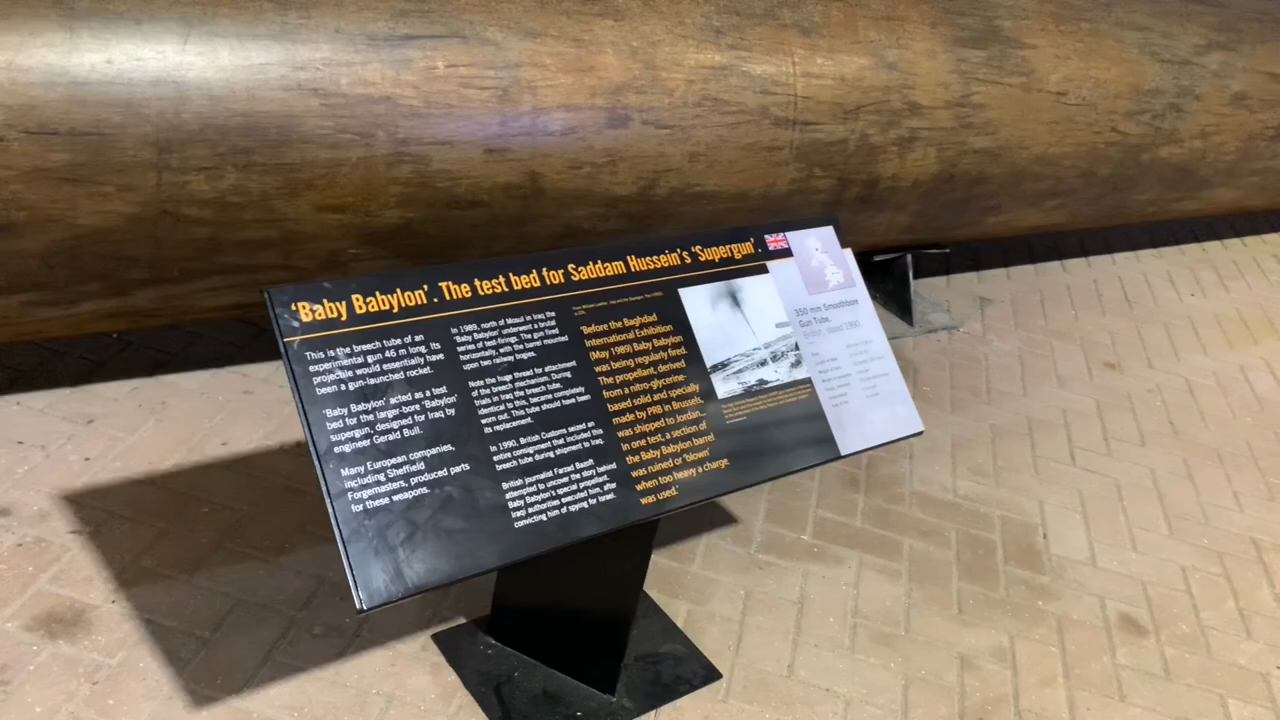 ‘Baby Babylon’. The test bed for Saddam Hussein’s ‘Supergun’.
This is the breech tube of an
experimental gun 46 m long. Its
projectile would essentially have
been a gun-launched rocket.
‘Baby Babylon’ acted as a test
bed for the larger-bore ‘Babylon’
supergun, designed for Iraq by
engineer Gerald Bull.
Many European companies,
including Sheffield
Forgemasters, produced parts
for these weapons.
In 1989, north of Mosul in Iraq the
‘Baby Babylon’ underwent a brutal
series of test-firings. The gun fired
horizontally, with the barrel mounted
upon two railway bogies.
Note the huge thread for attachment
of the breech mechanism. During
trials in Iraq the breech tube,
identical to this, became completely
worn out. This tube should have been
its replacement.
In 1990, British Customs seized an
entire consignment that included this
breech tube during shipment to Iraq.
British journalist Farzad Bazoft
attempted to uncover the story behind
Baby Babylon’s special propellant.
Iraqi authorities executed him, after
convicting him of spying for Israel.
‘Before the Baghdad
International Exhibition
(May 1989) Baby Babylon
was being regularly fired.
The propellant, derived
from a nitro-glycerine-
based solid and specially
made by PRB in Brussels,
was shipped to Jordan...
In one test, a section of
the Baby Babylon barrel
was ruined or ‘blown’
when too heavy a charge
was used.’
350 mm Smoothbore
Gun Tube.
British, dated 1990.